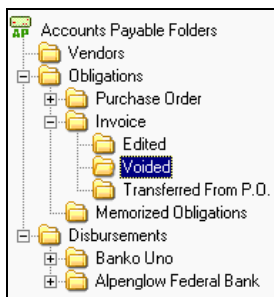 AP Accounts Payable Folders
Vendors
Obligations
Purchase Order
Invoice
Edited
Voided
Transferred From P.O.
Memorized Obligations
Disbursements
Banko Uno
Alpenglow Federal Bank